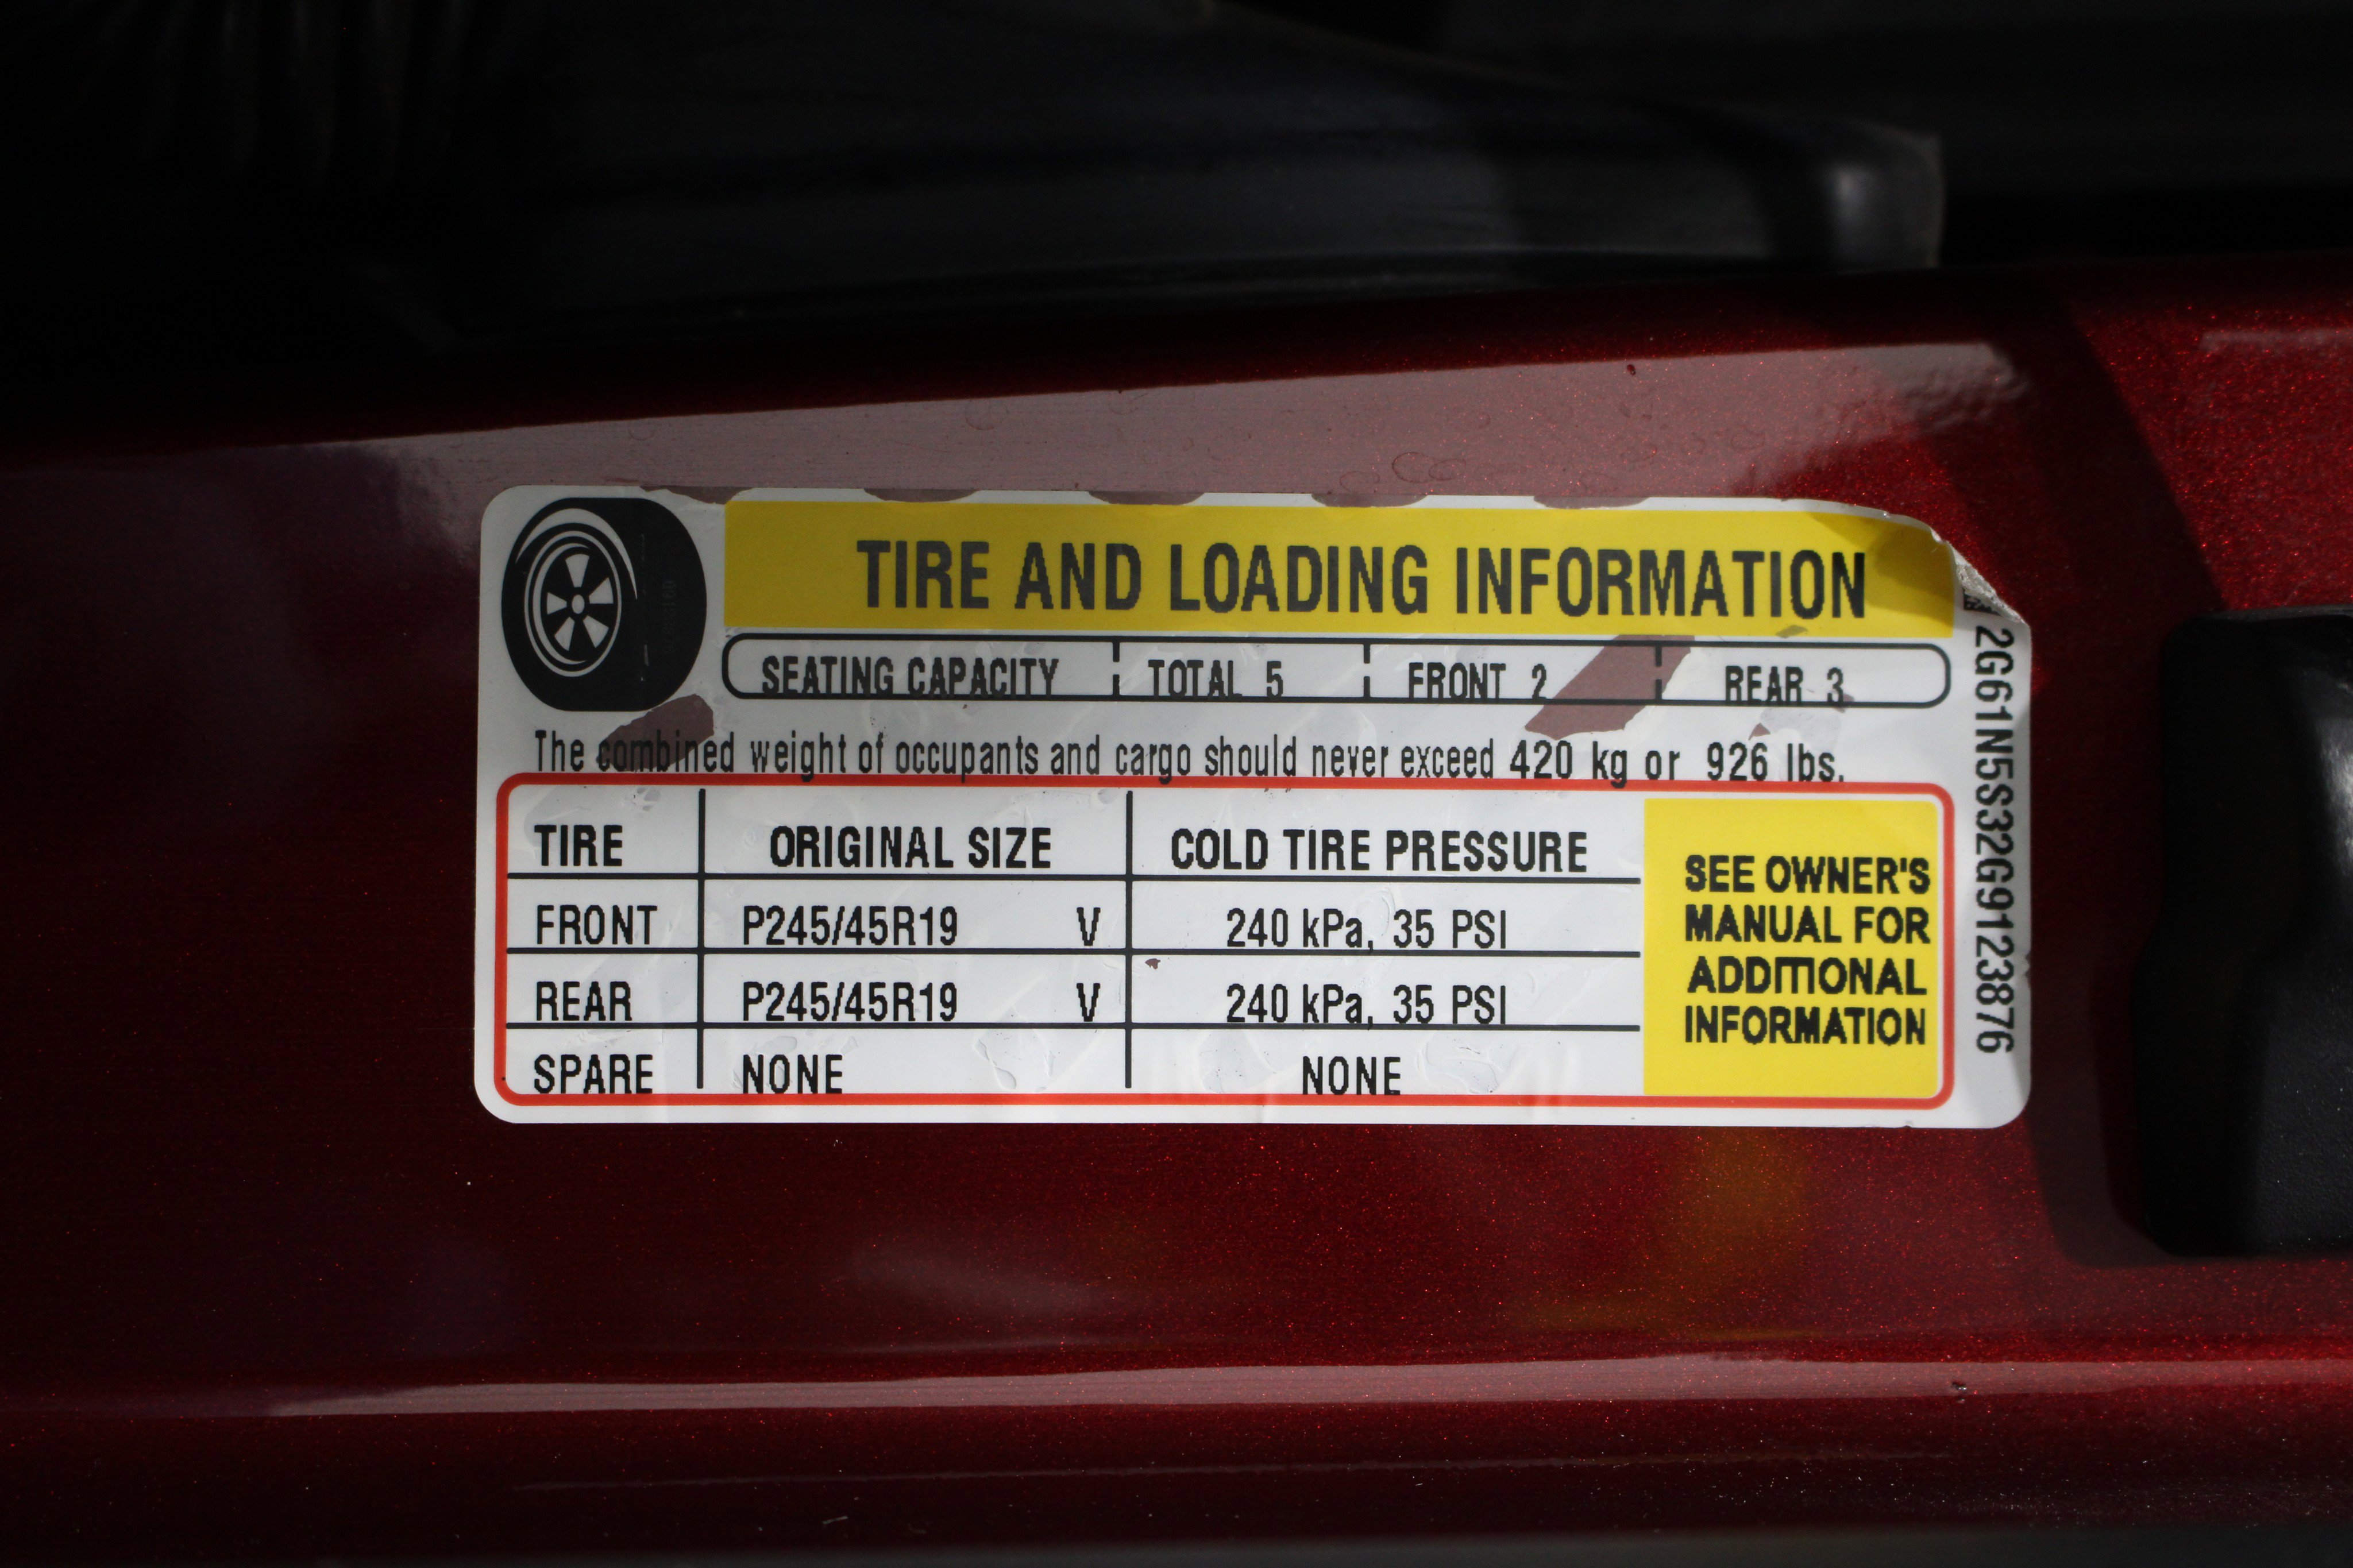 TIRE AND LOADING INFORMATION
SEATING CAPACITY TOTAL 5 FRONT 2 REAR 3
The combined weight of occupants and cargo should never exceed 420 kg or 926 lbs.
TIRE ORIGINAL SIZE COLD TIRE PRESSURE
FRONT P245/45R19 V 240 kPa, 35 PSI
REAR P245/45R19 V 240 kPa, 35 PSI
SPARE NONE NONE
SEE OWNER'S
MANUAL FOR
ADDITIONAL
INFORMATION
2G61N5S32G9123876